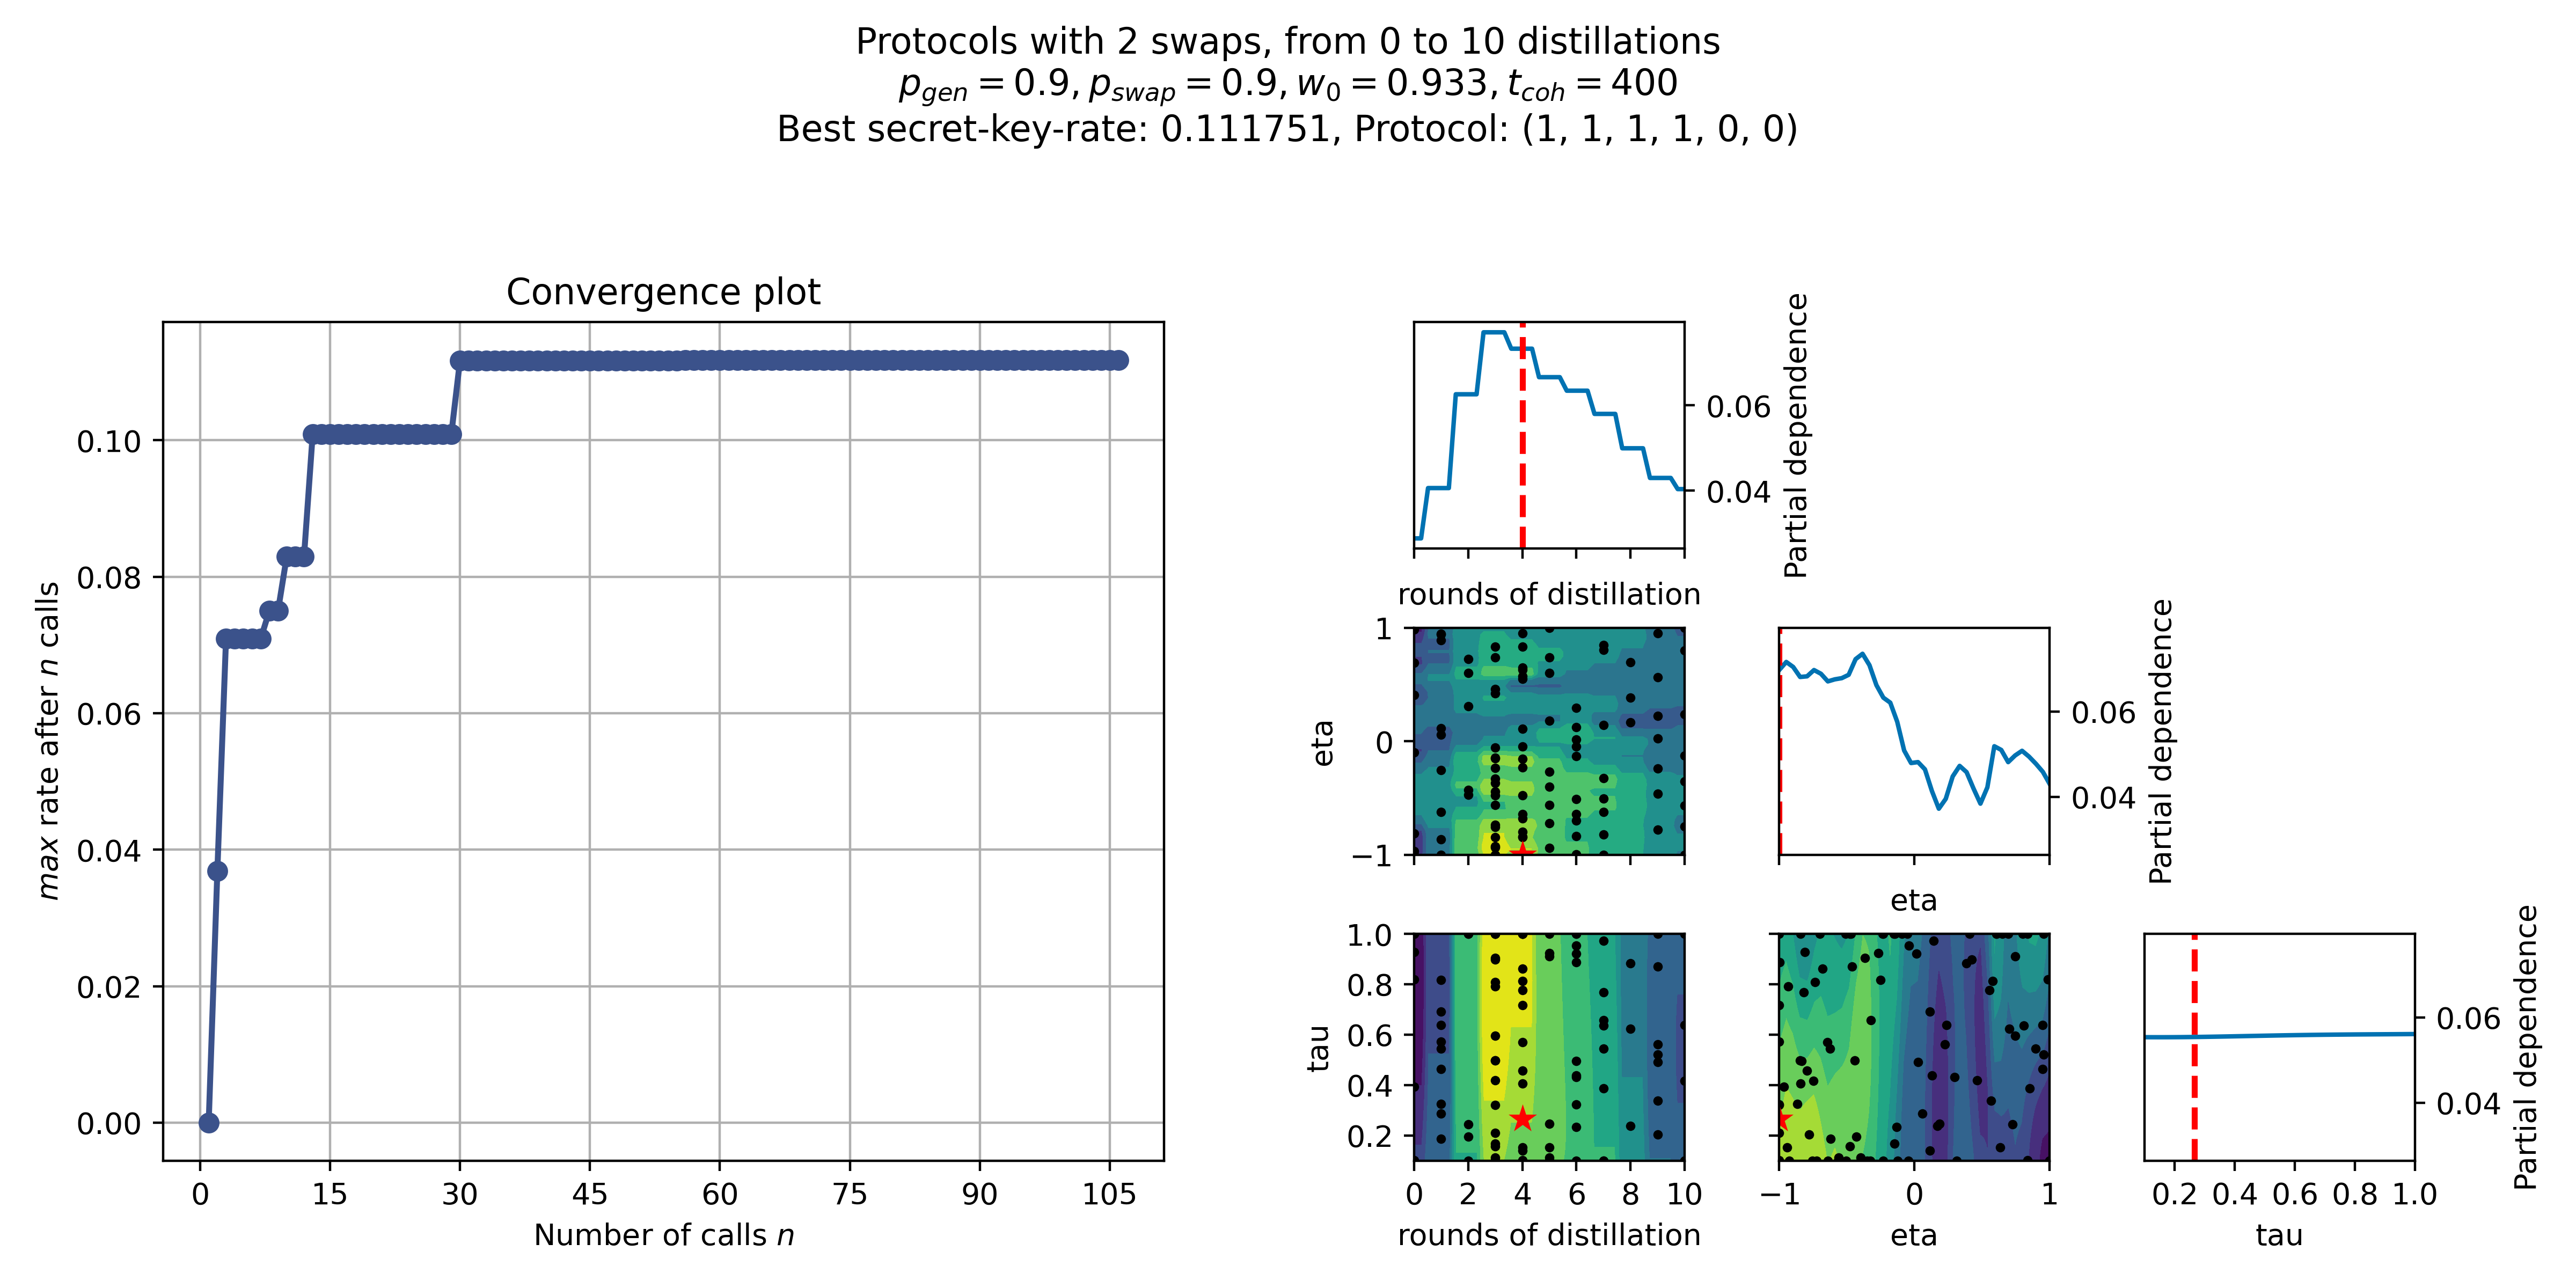 Protocols with 2 swaps, from 0 to 10 distillations
p_gen = 0.9, p_swap = 0.9, w_0 = 0.933, t_coh = 400
Best secret-key-rate: 0.111751, Protocol: (1, 1, 1, 1, 0, 0)
Convergence plot
max rate after n calls
0.10
0.08
0.06
0.04
0.02
0.00
0 15 30 45 60 75 90 105
Number of calls n
0.06
0.04
Partial dependence
rounds of distillation
eta
1
0
−1
0.06
0.04
Partial dependence
eta
tau
1.0
0.8
0.6
0.4
0.2
0 2 4 6 8 10
rounds of distillation
−1 0 1
eta
0.06
0.04
Partial dependence
0.2 0.4 0.6 0.8 1.0
tau